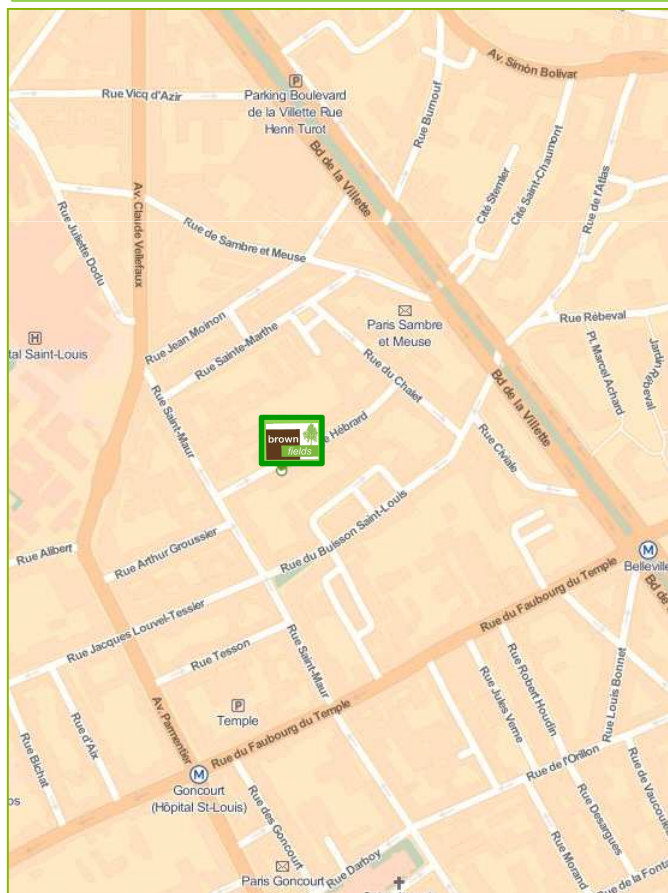 Av. Simòn Bolivat
Rue Vicq d'Azir
P
Parking Boulevard
de la Villette Rue
Henri Turot
Rue Burnouf
Bd de la Villette
Cité Stemler
Cité Saint-Chaumont
Rue de l'Atlas
Av. Claude Vellefaux
Rue Juliette Dodu
Rue de Sambre et Meuse
H
tal Saint-Louis
Rue Jean Moinon
Rue Sainte-Marthe
Paris Sambre
et Meuse
Rue Rébeval
Pl. Marcel Achard
Jardin Rébeval
Rue du Chalet
Bd de la Villette
Rue Saint-Maur
brown
fields
e Hébrard
Rue Civiale
Rue Alibert
Rue Arthur Groussier
Rue du Buisson Saint-Louis
M
Belleville
Bd de
Rue du Faubourg du Temple
Rue Jacques Louvel-Tessier
Rue Tesson
Rue Saint-Maur
Rue Jules Verne
Rue Robert Houdin
Rue Louis Bonnet
P
Temple
Av. Parmentier
Rue Bichat
Rue d'Aix
Rue du Faubourg du Temple
M
Goncourt
(Hôpital St-Louis)
Rue de l'Orillon
os
Rue des Goncourt
Rue Darboy
Paris Goncourt
Rue Morand
Rue Desargues
Rue de Vaucoule
Rue de la Fonta